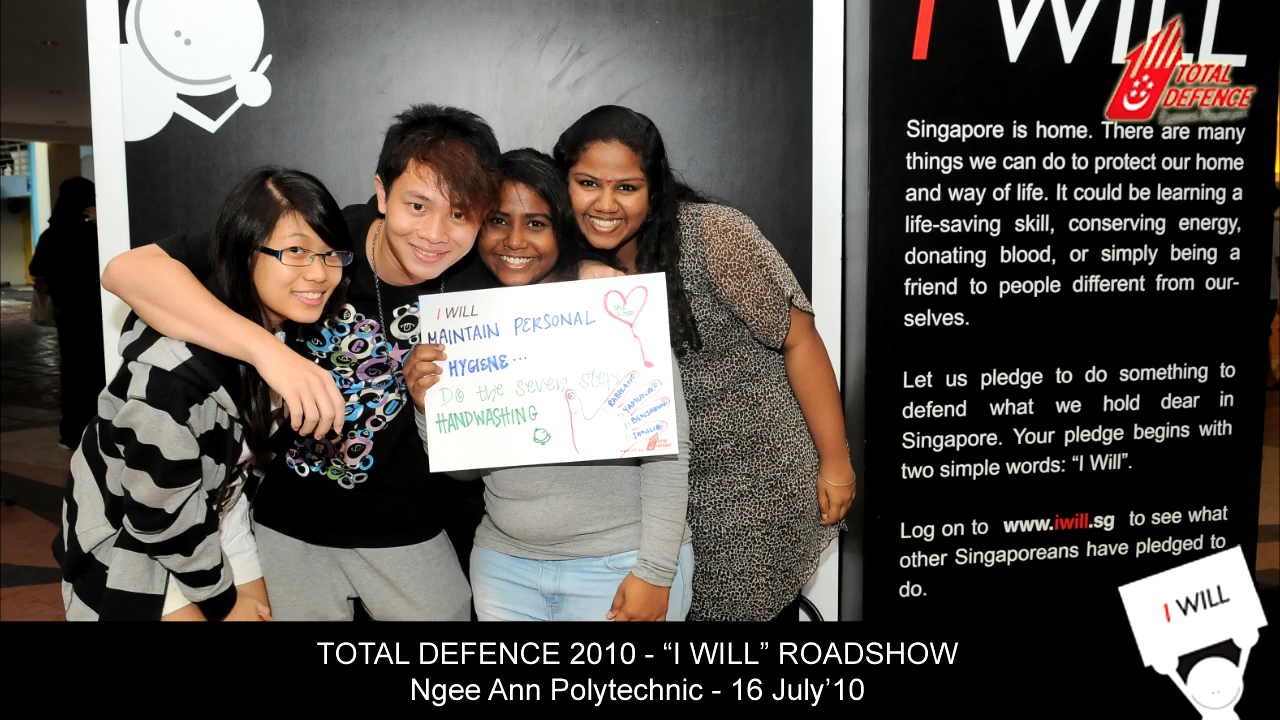 I WILL
TOTAL
DEFENCE
Singapore is home. There are many
things we can do to protect our home
and way of life. It could be learning a
life-saving skill, conserving energy,
donating blood, or simply being a
friend to people different from our-
selves.
Let us pledge to do something to
defend what we hold dear in
Singapore. Your pledge begins with
two simple words: “I Will”.
Log on to www.iwill.sg to see what
other Singaporeans have pledged to
do.
I WILL
I WILL
MAINTAIN PERSONAL
HYGIENE...
DO the seven steps
HANDWASHING
YAMUNA
BENJAMIN
JAMALIA
TOTAL
DEFENCE
TOTAL DEFENCE 2010 - “I WILL” ROADSHOW
Ngee Ann Polytechnic - 16 July’10